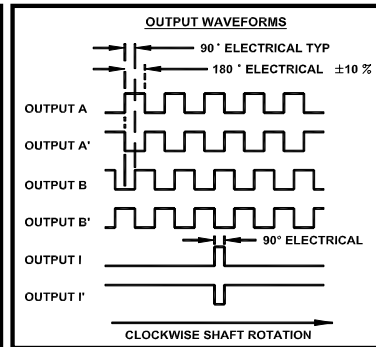 OUTPUT WAVEFORMS
90° ELECTRICAL TYP
180° ELECTRICAL ±10 %
OUTPUT A
OUTPUT A'
OUTPUT B
OUTPUT B'
90° ELECTRICAL
OUTPUT I
OUTPUT I'
CLOCKWISE SHAFT ROTATION